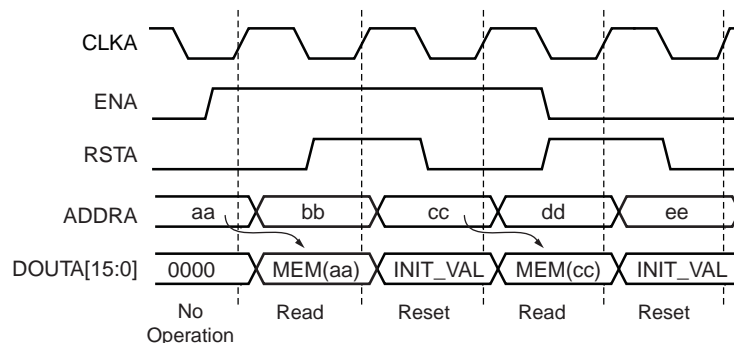 CLKA
ENA
RSTA
ADDRA aa bb cc dd ee
DOUTA[15:0] 0000 MEM(aa) INIT_VAL MEM(cc) INIT_VAL
No Operation Read Reset Read Reset